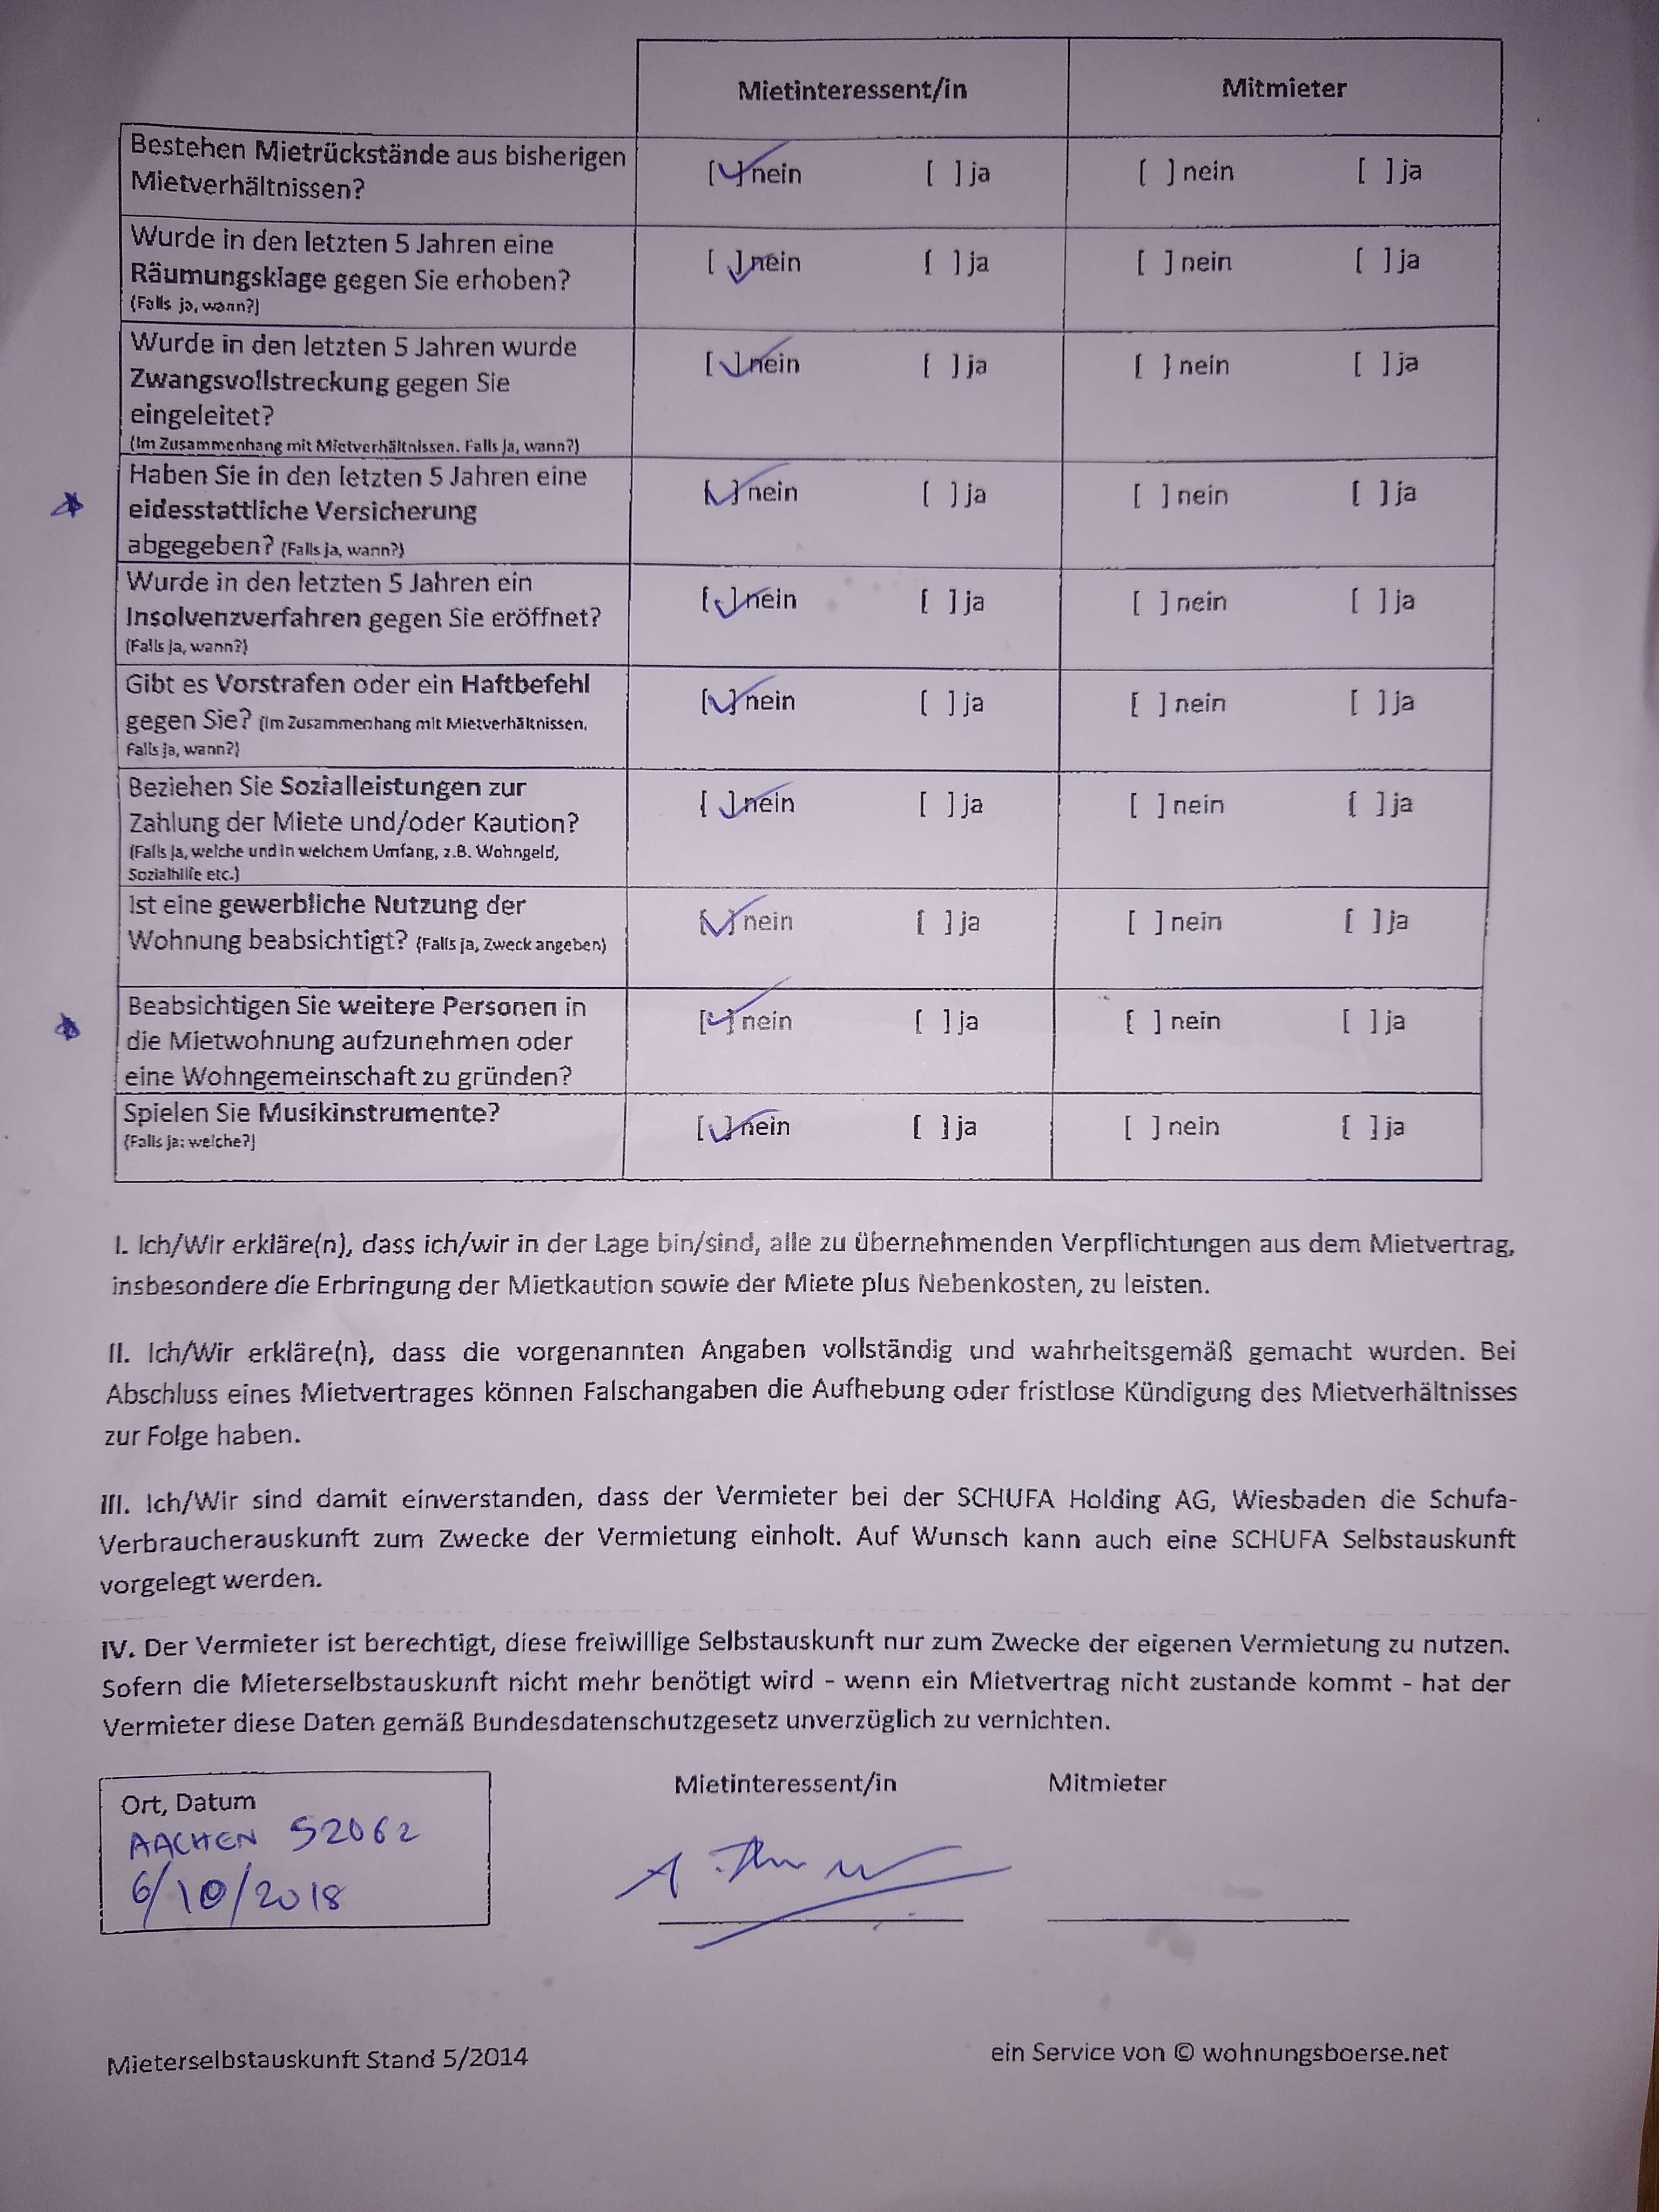 Mietinteressent/in Mitmieter
Bestehen Mietrückstände aus bisherigen
Mietverhältnissen?
[✓] nein [ ] ja [ ] nein [ ] ja
Wurde in den letzten 5 Jahren eine
Räumungsklage gegen Sie erhoben?
(Falls ja, wann?)
[✓] nein [ ] ja [ ] nein [ ] ja
Wurde in den letzten 5 Jahren wurde
Zwangsvollstreckung gegen Sie
eingeleitet?
(Im Zusammenhang mit Mietverhältnissen. Falls ja, wann?)
[✓] nein [ ] ja [ ] nein [ ] ja
Haben Sie in den letzten 5 Jahren eine
eidesstattliche Versicherung
abgegeben? (Falls ja, wann?)
[✓] nein [ ] ja [ ] nein [ ] ja
Wurde in den letzten 5 Jahren ein
Insolvenzverfahren gegen Sie eröffnet?
(Falls ja, wann?)
[✓] nein [ ] ja [ ] nein [ ] ja
Gibt es Vorstrafen oder ein Haftbefehl
gegen Sie? (Im Zusammenhang mit Mietverhältnissen,
Falls ja, wann?)
[✓] nein [ ] ja [ ] nein [ ] ja
Beziehen Sie Sozialleistungen zur
Zahlung der Miete und/oder Kaution?
(Falls ja, welche und in welchem Umfang, z.B. Wohngeld,
Sozialhilfe etc.)
[✓] nein [ ] ja [ ] nein [ ] ja
Ist eine gewerbliche Nutzung der
Wohnung beabsichtigt? (Falls ja, Zweck angeben)
[✓] nein [ ] ja [ ] nein [ ] ja
Beabsichtigen Sie weitere Personen in
die Mietwohnung aufzunehmen oder
eine Wohngemeinschaft zu gründen?
[✓] nein [ ] ja [ ] nein [ ] ja
Spielen Sie Musikinstrumente?
(Falls ja: welche?)
[✓] nein [ ] ja [ ] nein [ ] ja
I. Ich/Wir erkläre(n), dass ich/wir in der Lage bin/sind, alle zu übernehmenden Verpflichtungen aus dem Mietvertrag,
insbesondere die Erbringung der Mietkaution sowie der Miete plus Nebenkosten, zu leisten.
II. Ich/Wir erkläre(n), dass die vorgenannten Angaben vollständig und wahrheitsgemäß gemacht wurden. Bei
Abschluss eines Mietvertrages können Falschangaben die Aufhebung oder fristlose Kündigung des Mietverhältnisses
zur Folge haben.
III. Ich/Wir sind damit einverstanden, dass der Vermieter bei der SCHUFA Holding AG, Wiesbaden die Schufa-
Verbraucherauskunft zum Zwecke der Vermietung einholt. Auf Wunsch kann auch eine SCHUFA Selbstauskunft
vorgelegt werden.
IV. Der Vermieter ist berechtigt, diese freiwillige Selbstauskunft nur zum Zwecke der eigenen Vermietung zu nutzen.
Sofern die Mieterselbstauskunft nicht mehr benötigt wird - wenn ein Mietvertrag nicht zustande kommt - hat der
Vermieter diese Daten gemäß Bundesdatenschutzgesetz unverzüglich zu vernichten.
Mietinteressent/in Mitmieter
Ort, Datum
AACHEN 52062
6/10/2018
Mieterselbstauskunft Stand 5/2014 ein Service von © wohnungsboerse.net